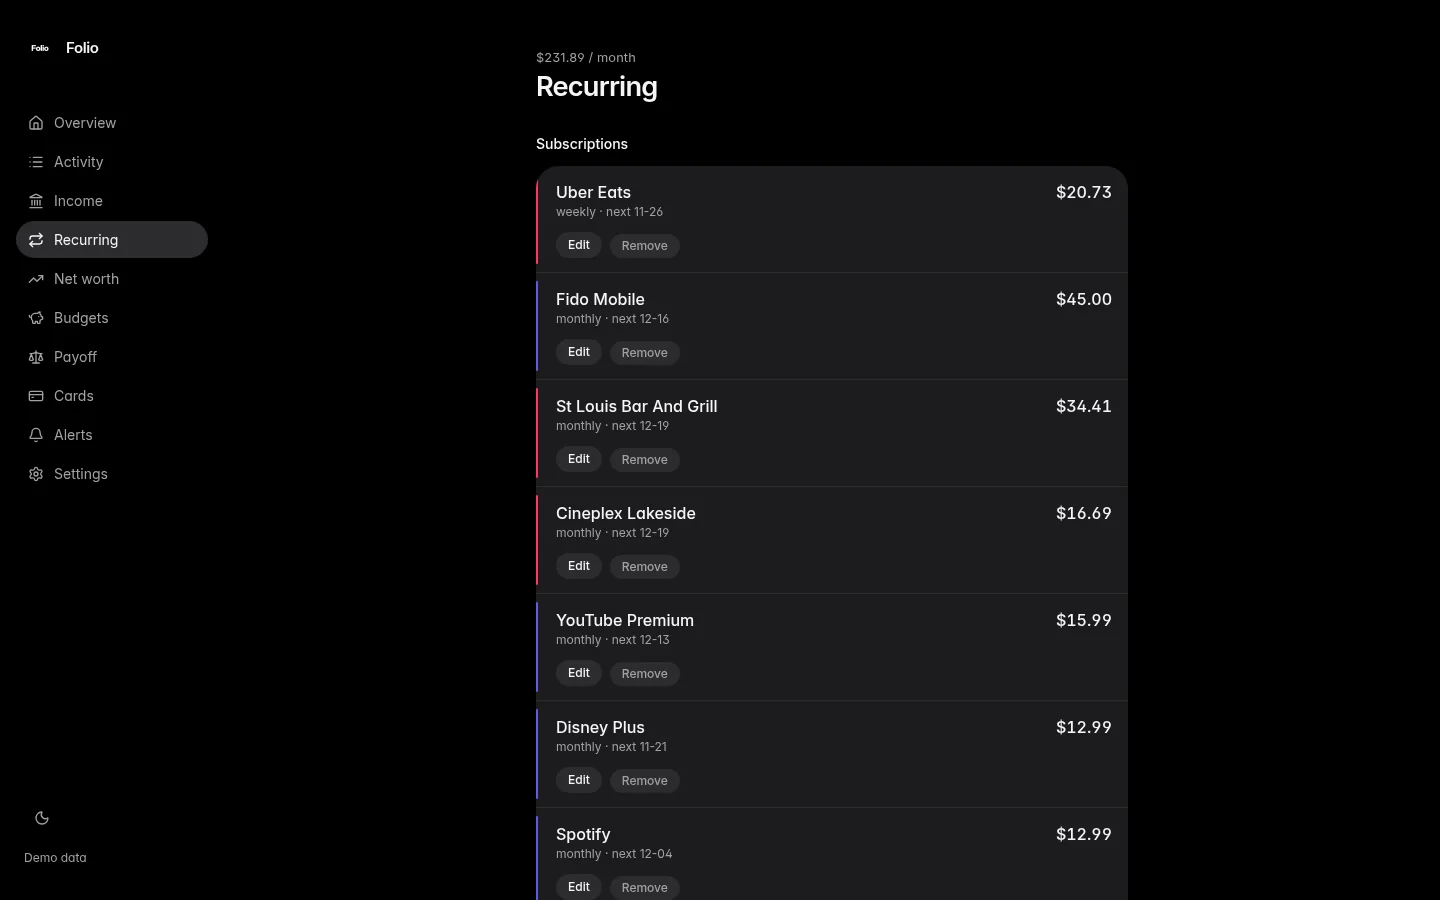 Folio Folio
Overview
Activity
Income
Recurring
Net worth
Budgets
Payoff
Cards
Alerts
Settings
Demo data
$231.89 / month
Recurring
Subscriptions
Uber Eats $20.73
weekly · next 11-26
Edit Remove
Fido Mobile $45.00
monthly · next 12-16
Edit Remove
St Louis Bar And Grill $34.41
monthly · next 12-19
Edit Remove
Cineplex Lakeside $16.69
monthly · next 12-19
Edit Remove
YouTube Premium $15.99
monthly · next 12-13
Edit Remove
Disney Plus $12.99
monthly · next 11-21
Edit Remove
Spotify $12.99
monthly · next 12-04
Edit Remove